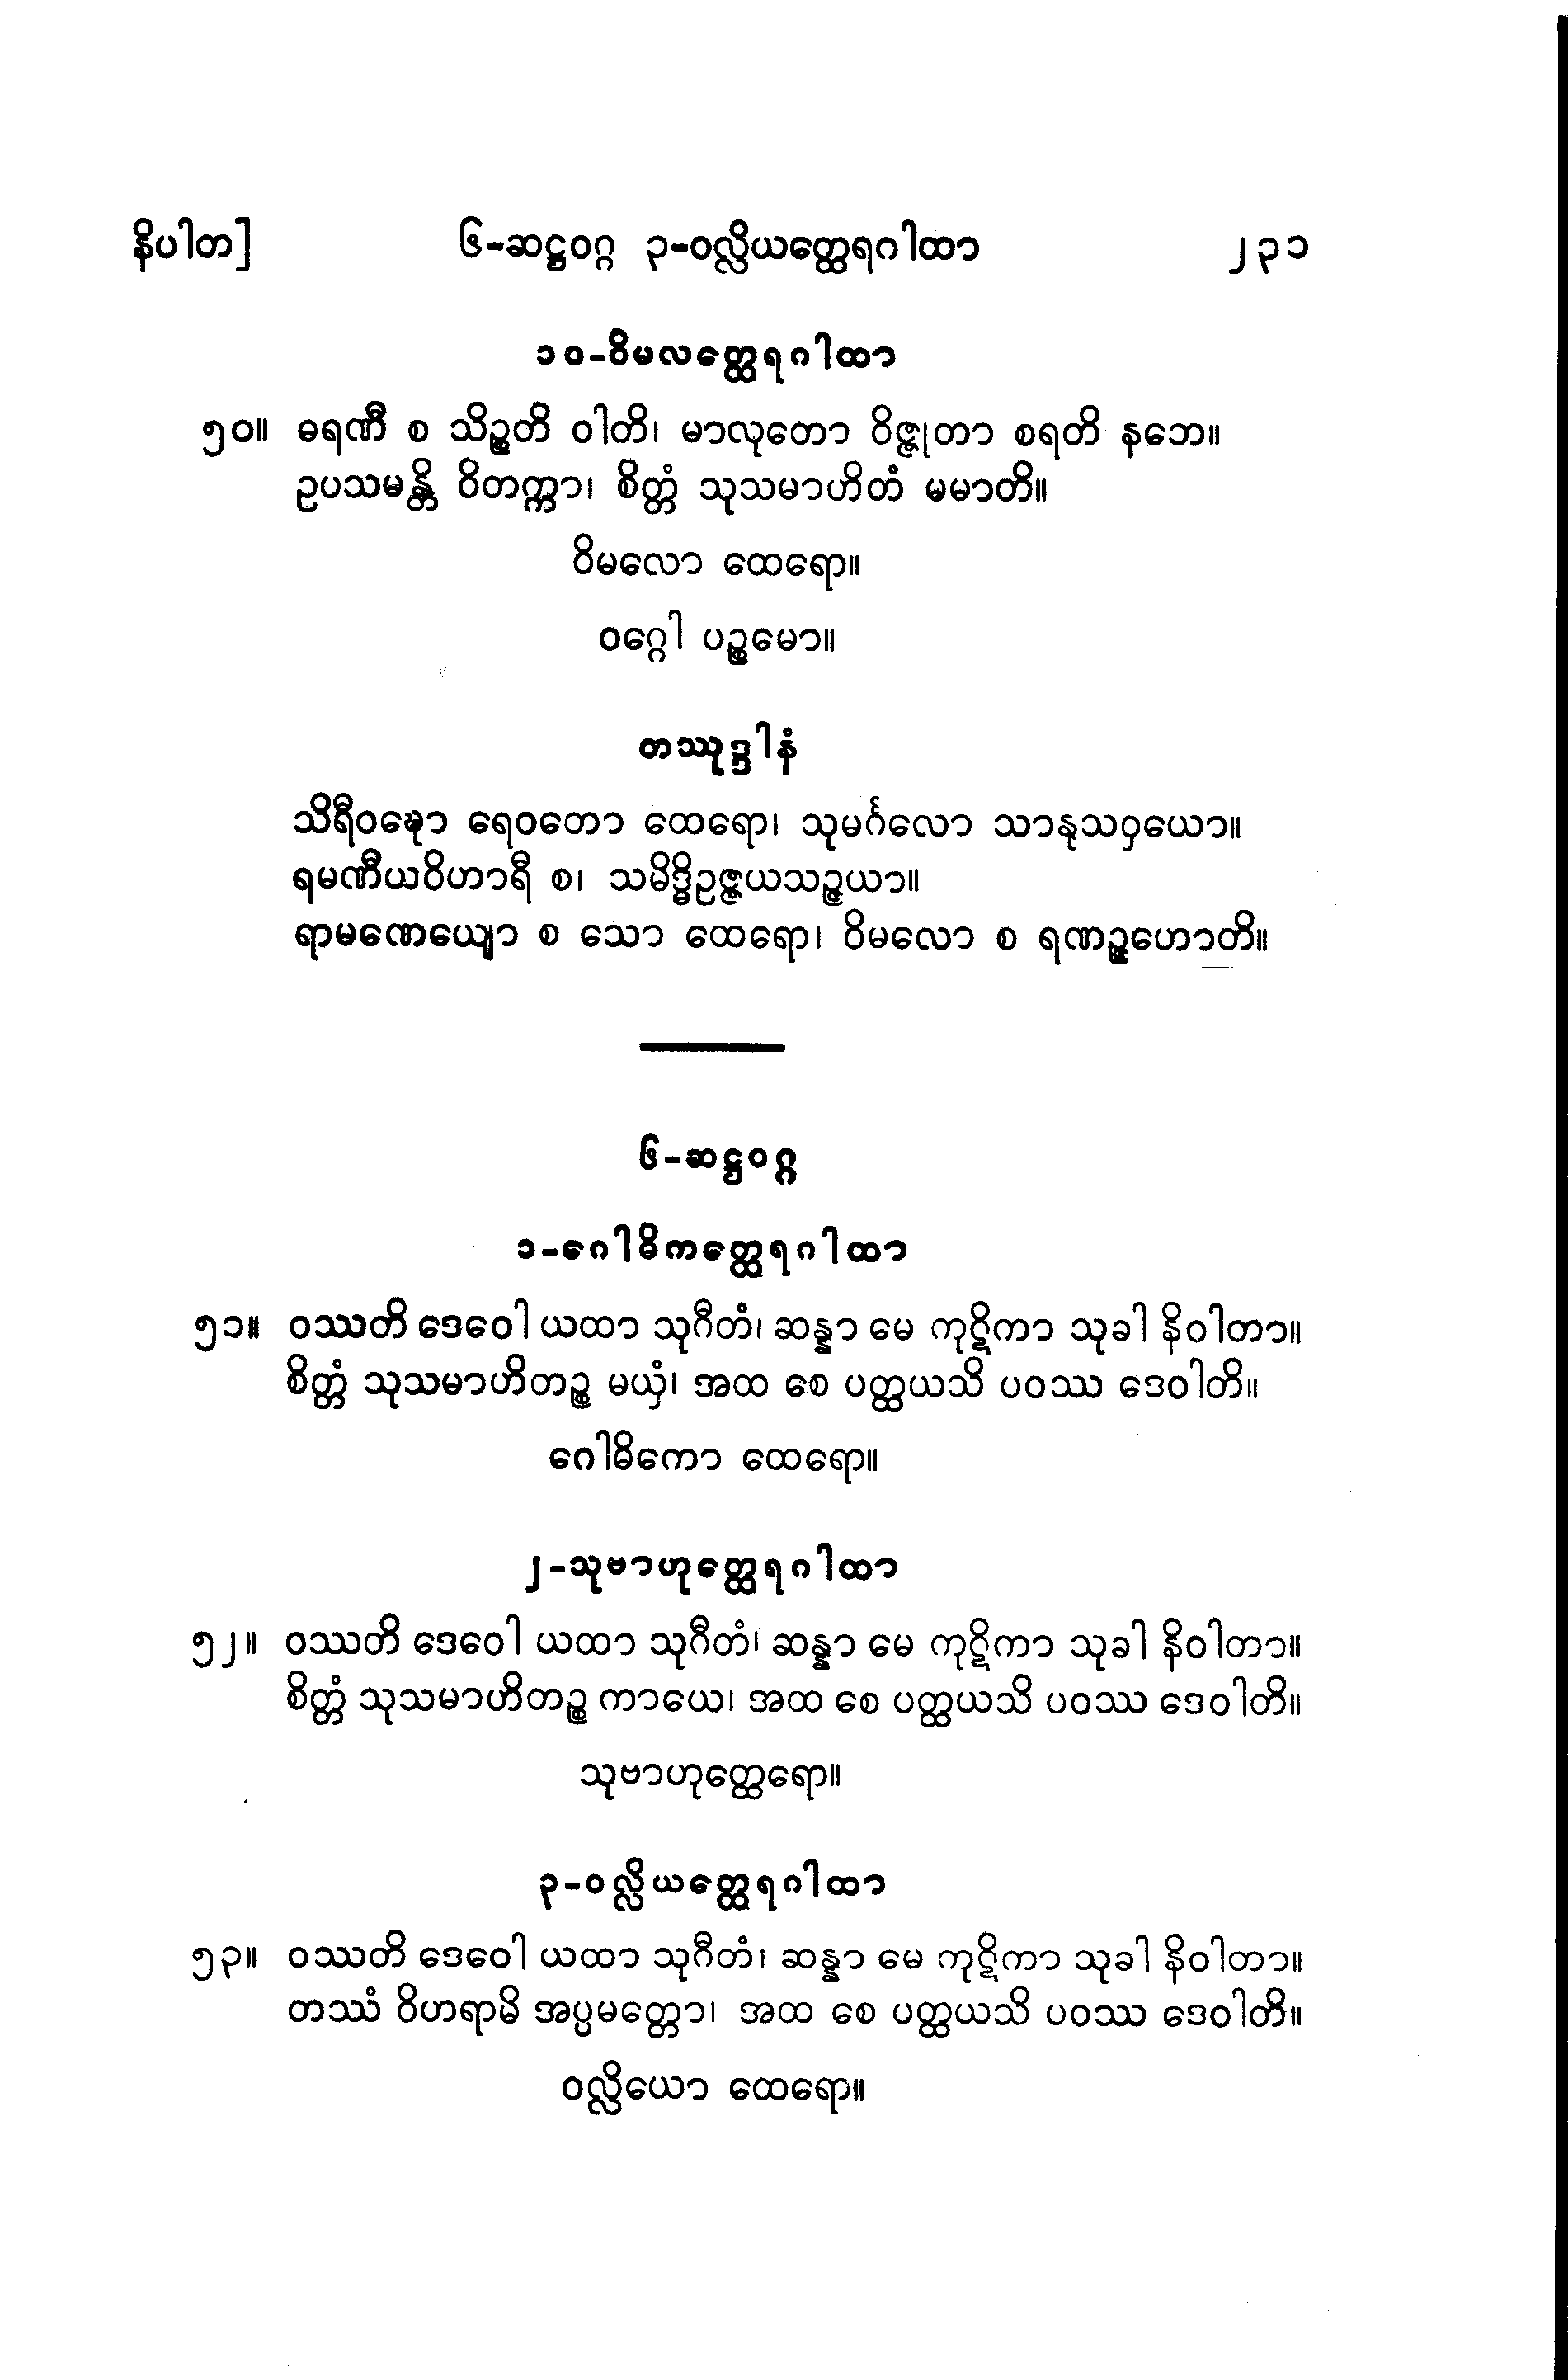 နိပါတ]	၆-ဆဋ္ဌဝဂ္ဂ ၃-ဝလ္လိယတ္ထေရဂါထာ	၂၃၁
၁၀-ဝိမလတ္ထေရဂါထာ
၅၀။ ဓရဏီ စ သိဉ္စတိ ဝါတိ၊ မာလုတော ဝိဇ္ဇုတာ စရတိ နဘေ။
ဥပသမန္တိ ဝိတက္ကာ၊ စိတ္တံ သုသမာဟိတံ မမာတိ။
ဝိမလော ထေရော။
ဝဂ္ဂေါ ပဉ္စမော။
တဿုဒ္ဒါနံ
သိရီဝဍ္ဎော ရေဝတော ထေရော၊ သုမင်္ဂလော သာနုသဝှယော။
ရမဏီယဝိဟာရီ စ၊ သမိဒ္ဓိဥဇ္ဇယသဉ္ဇယာ။
ရာမဏေယျော စ သော ထေရော၊ ဝိမလော စ ရဏဉ္ဇဟောတိ။
၆-ဆဋ္ဌဝဂ္ဂ
၁-ဂေါဓိကတ္ထေရဂါထာ
၅၁။ ဝဿတိ ဒေဝေါ ယထာ သုဂီတံ၊ ဆန္နာ မေ ကုဋိကာ သုခါ နိဝါတာ။
စိတ္တံ သုသမာဟိတဉ္စ မယှံ၊ အထ စေ ပတ္ထယသိ ပဝဿ ဒေဝါတိ။
ဂေါဓိကော ထေရော။
၂-သုဗာဟုတ္ထေရဂါထာ
၅၂။ ဝဿတိ ဒေဝေါ ယထာ သုဂီတံ၊ ဆန္နာ မေ ကုဋိကာ သုခါ နိဝါတာ။
စိတ္တံ သုသမာဟိတဉ္စ ကာယေ၊ အထ စေ ပတ္ထယသိ ပဝဿ ဒေဝါတိ။
သုဗာဟုတ္ထေရော။
၃-ဝလ္လိယတ္ထေရဂါထာ
၅၃။ ဝဿတိ ဒေဝေါ ယထာ သုဂီတံ၊ ဆန္နာ မေ ကုဋိကာ သုခါ နိဝါတာ။
တဿံ ဝိဟရာမိ အပ္ပမတ္တော၊ အထ စေ ပတ္ထယသိ ပဝဿ ဒေဝါတိ။
ဝလ္လိယော ထေရော။